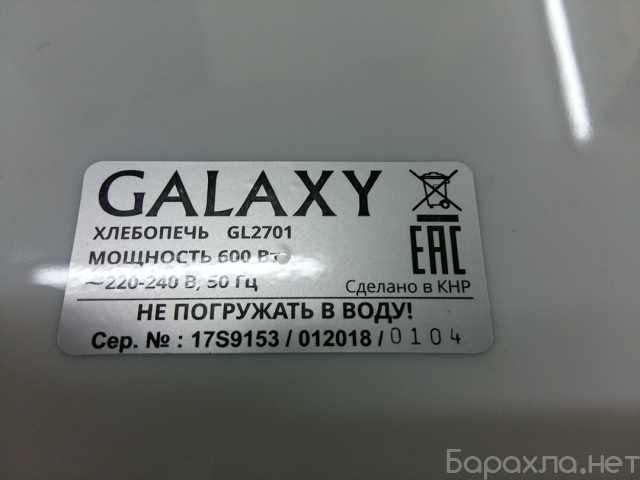 GALAXY
ХЛЕБОПЕЧЬ GL2701
МОЩНОСТЬ 600 Вт
~220-240 В, 50 Гц
EAC
Сделано в КНР
НЕ ПОГРУЖАТЬ В ВОДУ!
Сер. № : 17S9153 / 012018 / 0104
Барахла.нет